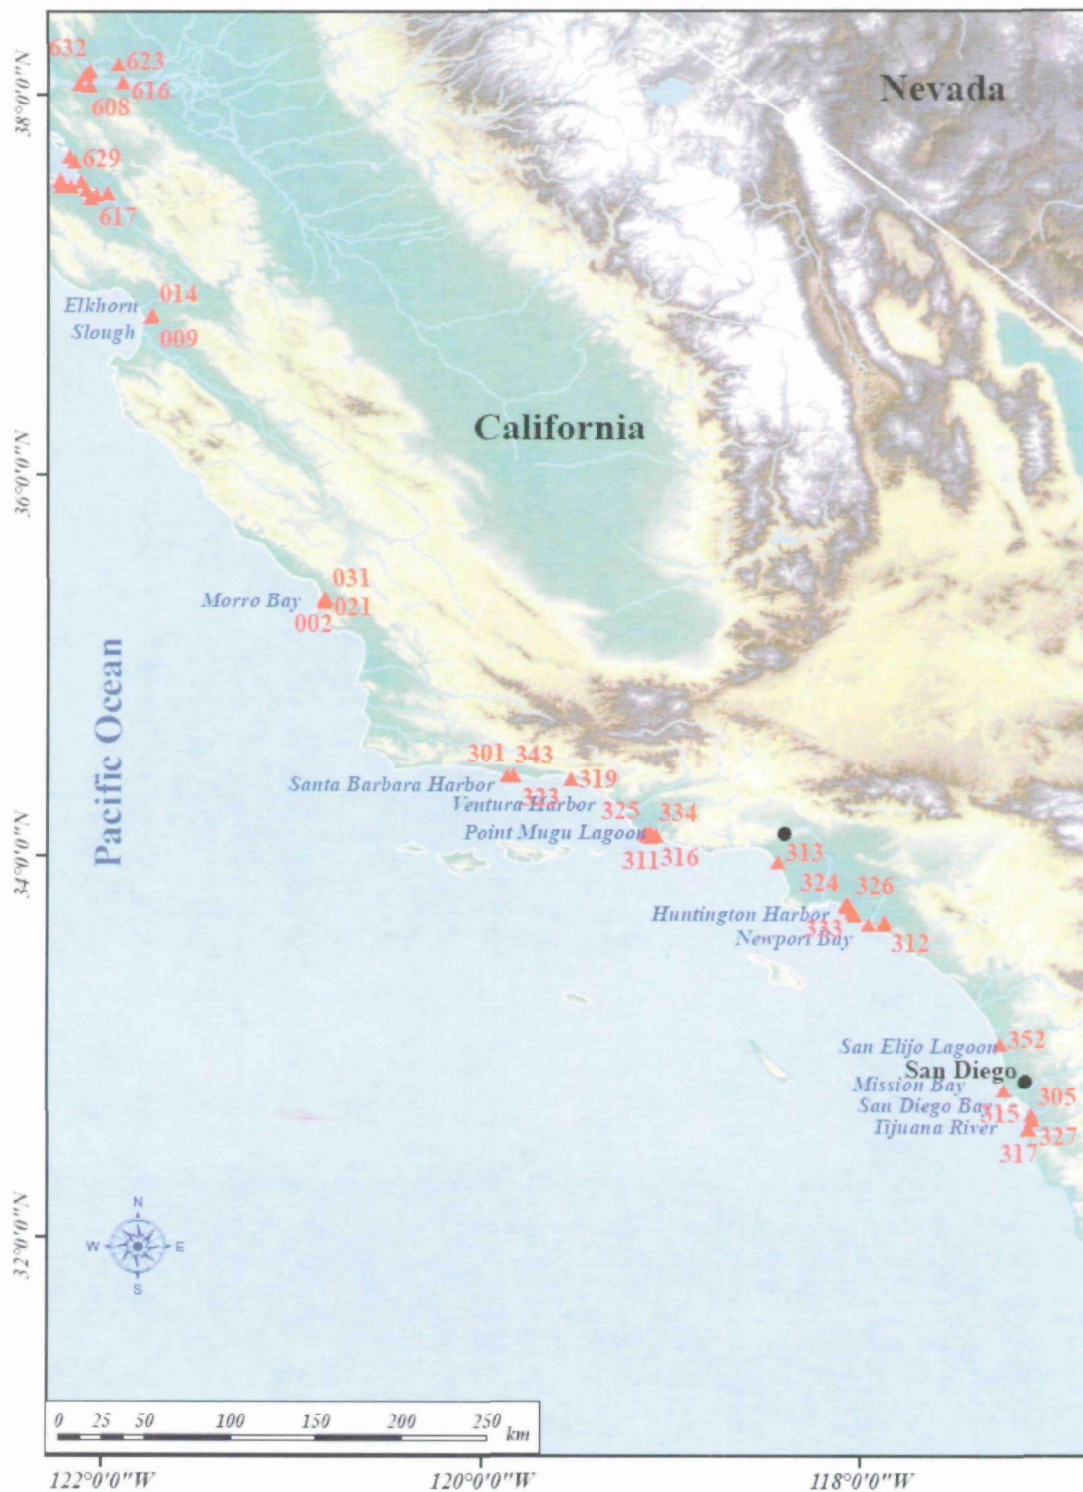 632
623
Nevada
38°0'0"N
608
616
629
617
014
Elkhorn
Slough
009
California
36°0'0"N
031
Morro Bay
021
002
Pacific Ocean
301
343
Santa Barbara Harbor
319
323
Ventura Harbor
325
334
Point Mugu Lagoon
34°0'0"N
311
316
313
324
326
Huntington Harbor
333
Newport Bay
312
352
San Elijo Lagoon
San Diego
Mission Bay
305
San Diego Bay
315
Tijuana River
327
317
N
W
E
S
32°0'0"N
0 25 50 100 150 200 250
km
122°0'0"W
120°0'0"W
118°0'0"W